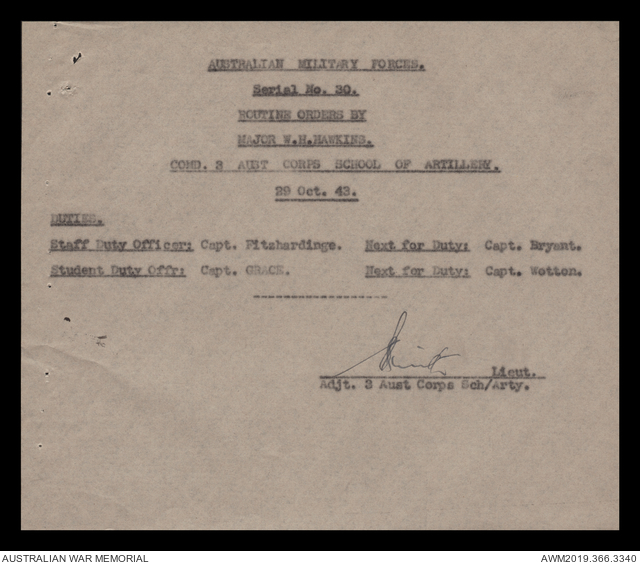 AUSTRALIAN MILITARY FORCES.
Serial No. 30.
ROUTINE ORDERS BY
MAJOR W.H.HAWKINS.
COMD. 3 AUST CORPS SCHOOL OF ARTILLERY.
29 Oct. 43.
DUTIES.
Staff Duty Officer: Capt. Fitzhardinge. Next for Duty: Capt. Bryant.
Student Duty Offr: Capt. GRACE. Next for Duty: Capt. Wotton.
-------------------
Lieut.
Adjt. 3 Aust Corps Sch/Arty.
AUSTRALIAN WAR MEMORIAL
AWM2019.366.3340